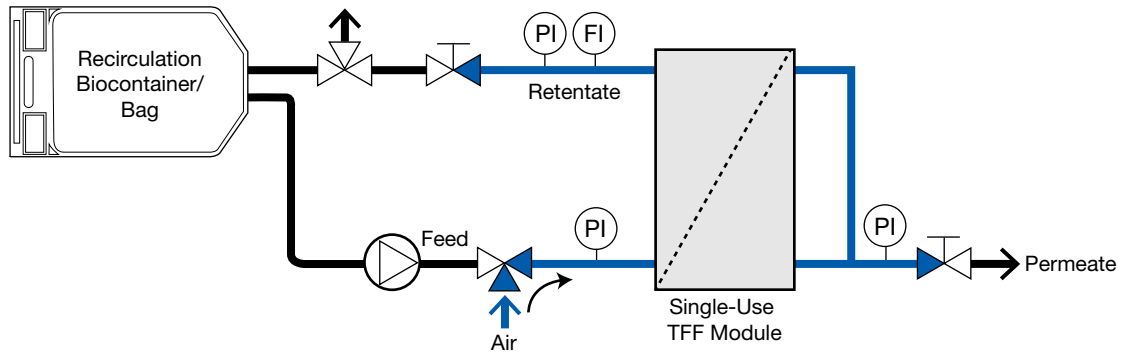 Recirculation
Biocontainer/
Bag
PI
FI
Retentate
PI
Feed
PI
Permeate
Single-Use
TFF Module
Air